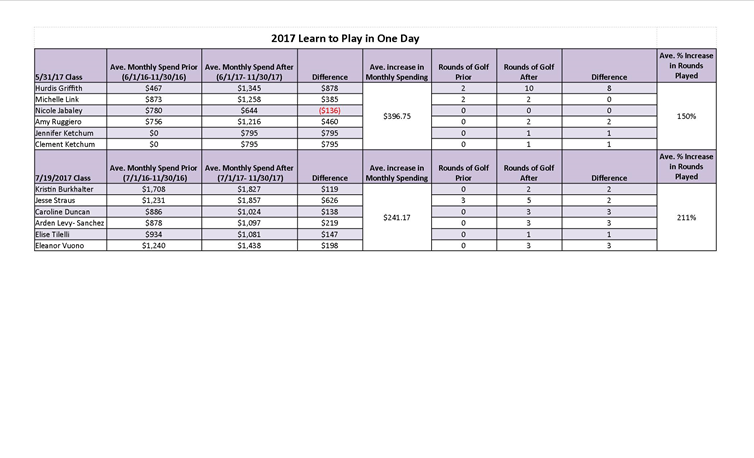 2017 Learn to Play in One Day
5/31/17 Class Ave. Monthly Spend Prior (6/1/16-11/30/16) Ave. Monthly Spend After (6/1/17- 11/30/17) Difference Ave. increase in Monthly Spending Rounds of Golf Prior Rounds of Golf After Difference Ave. % Increase in Rounds Played
Hurdis Griffith $467 $1,345 $878 2 10 8
Michelle Link $873 $1,258 $385 2 2 0
Nicole Jabaley $780 $644 ($136) 0 0 0
$396.75 150%
Amy Ruggiero $756 $1,216 $460 0 2 2
Jennifer Ketchum $0 $795 $795 0 1 1
Clement Ketchum $0 $795 $795 0 1 1
7/19/2017 Class Ave. Monthly Spend Prior (7/1/16-11/30/16) Ave. Monthly Spend After (7/1/17- 11/30/17) Difference Ave. increase in Monthly Spending Rounds of Golf Prior Rounds of Golf After Difference Ave. % Increase in Rounds Played
Kristin Burkhalter $1,708 $1,827 $119 0 2 2
Jesse Straus $1,231 $1,857 $626 3 5 2
Caroline Duncan $886 $1,024 $138 0 3 3
$241.17 211%
Arden Levy- Sanchez $878 $1,097 $219 0 3 3
Elise Tilelli $934 $1,081 $147 0 1 1
Eleanor Vuono $1,240 $1,438 $198 0 3 3